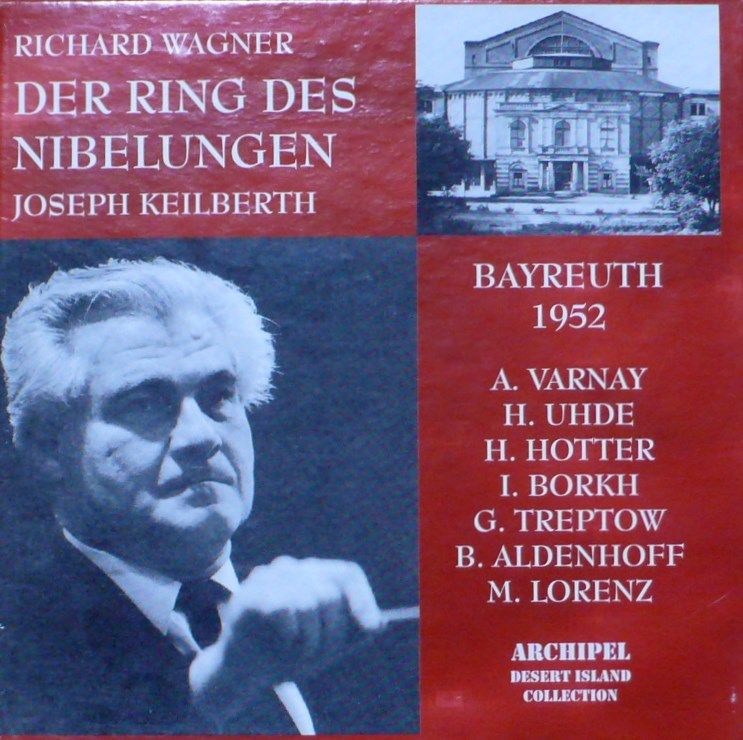 RICHARD WAGNER
DER RING DES
NIBELUNGEN
JOSEPH KEILBERTH
BAYREUTH
1952
A. VARNAY
H. UHDE
H. HOTTER
I. BORKH
G. TREPTOW
B. ALDENHOFF
M. LORENZ
ARCHIPEL
DESERT ISLAND
COLLECTION